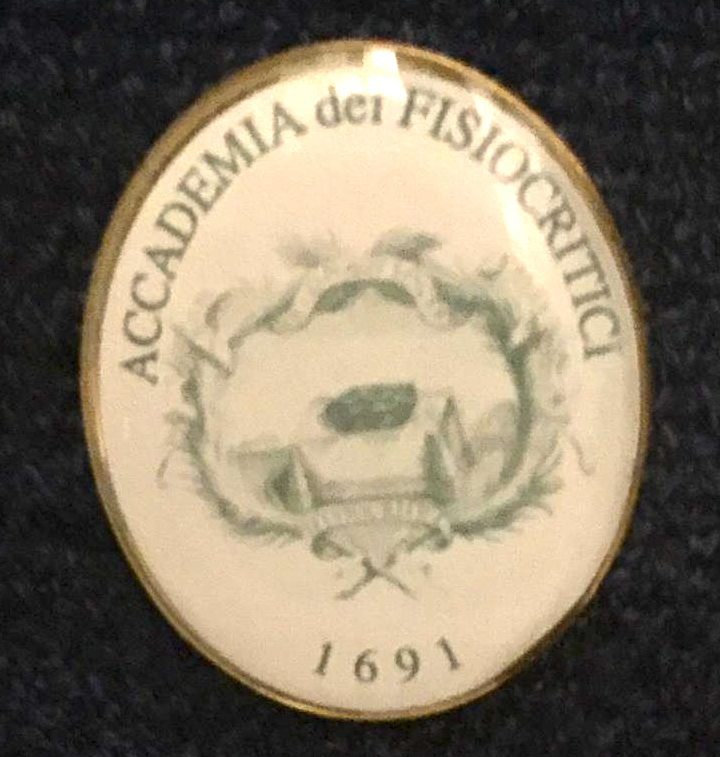 ACCADEMIA dei FISIOCRITICI
1691